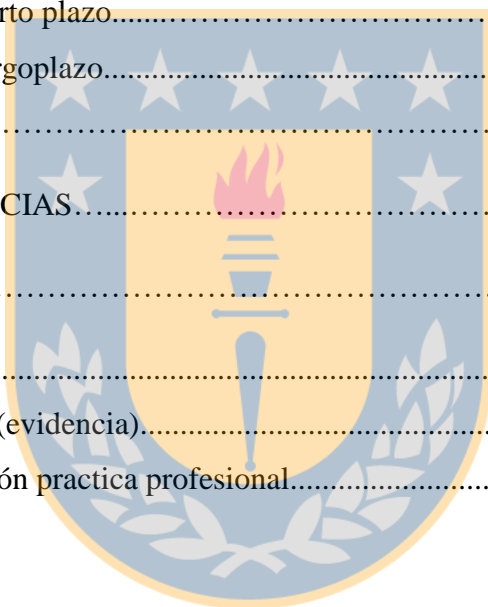 rto plazo......................................
rgoplazo........................................
......................................................
CIAS...........................................
......................................................
......................................................
(evidencia)....................................
ón practica profesional.......................